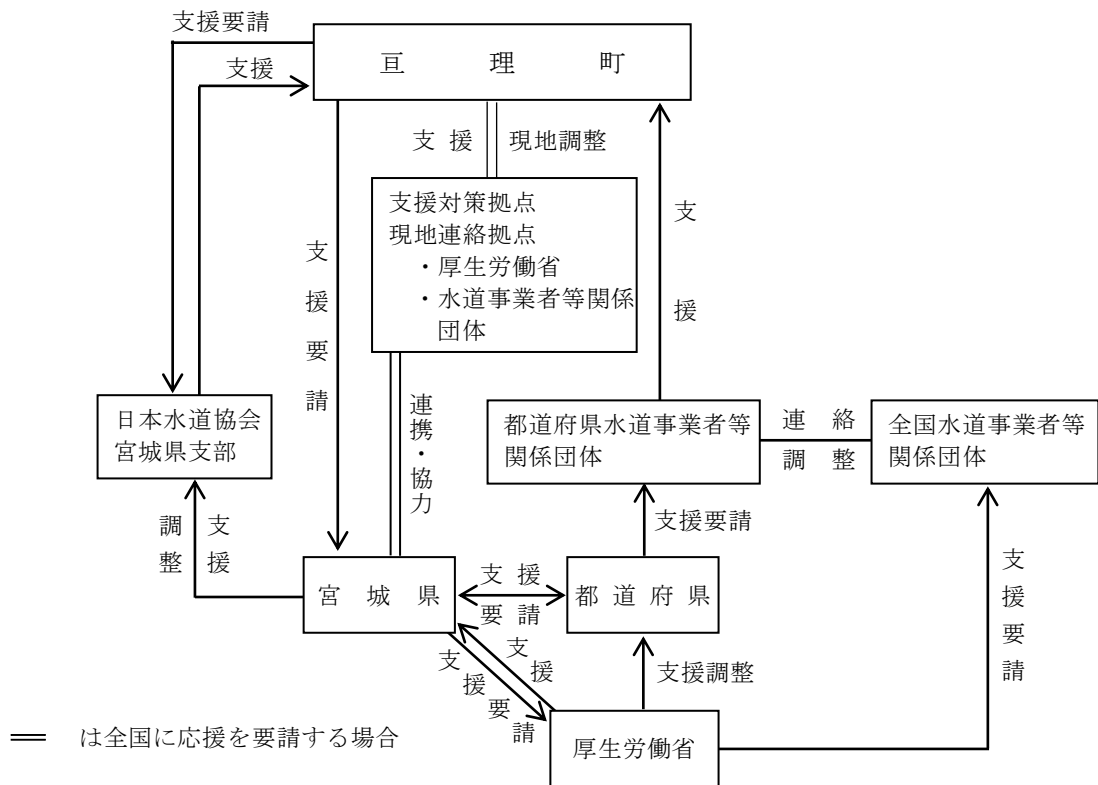 支援要請
亘理町
支援
支援 現地調整
支援対策拠点
現地連絡拠点
・厚生労働省
・水道事業者等関係
団体
支援
支援要請
連携・協力
日本水道協会
宮城県支部
都道府県水道事業者等
関係団体
連絡
調整
全国水道事業者等
関係団体
調整
支援
支援要請
宮城県
支援
要請
都道府県
支援要請
支援
支援要請
支援調整
厚生労働省
は全国に応援を要請する場合